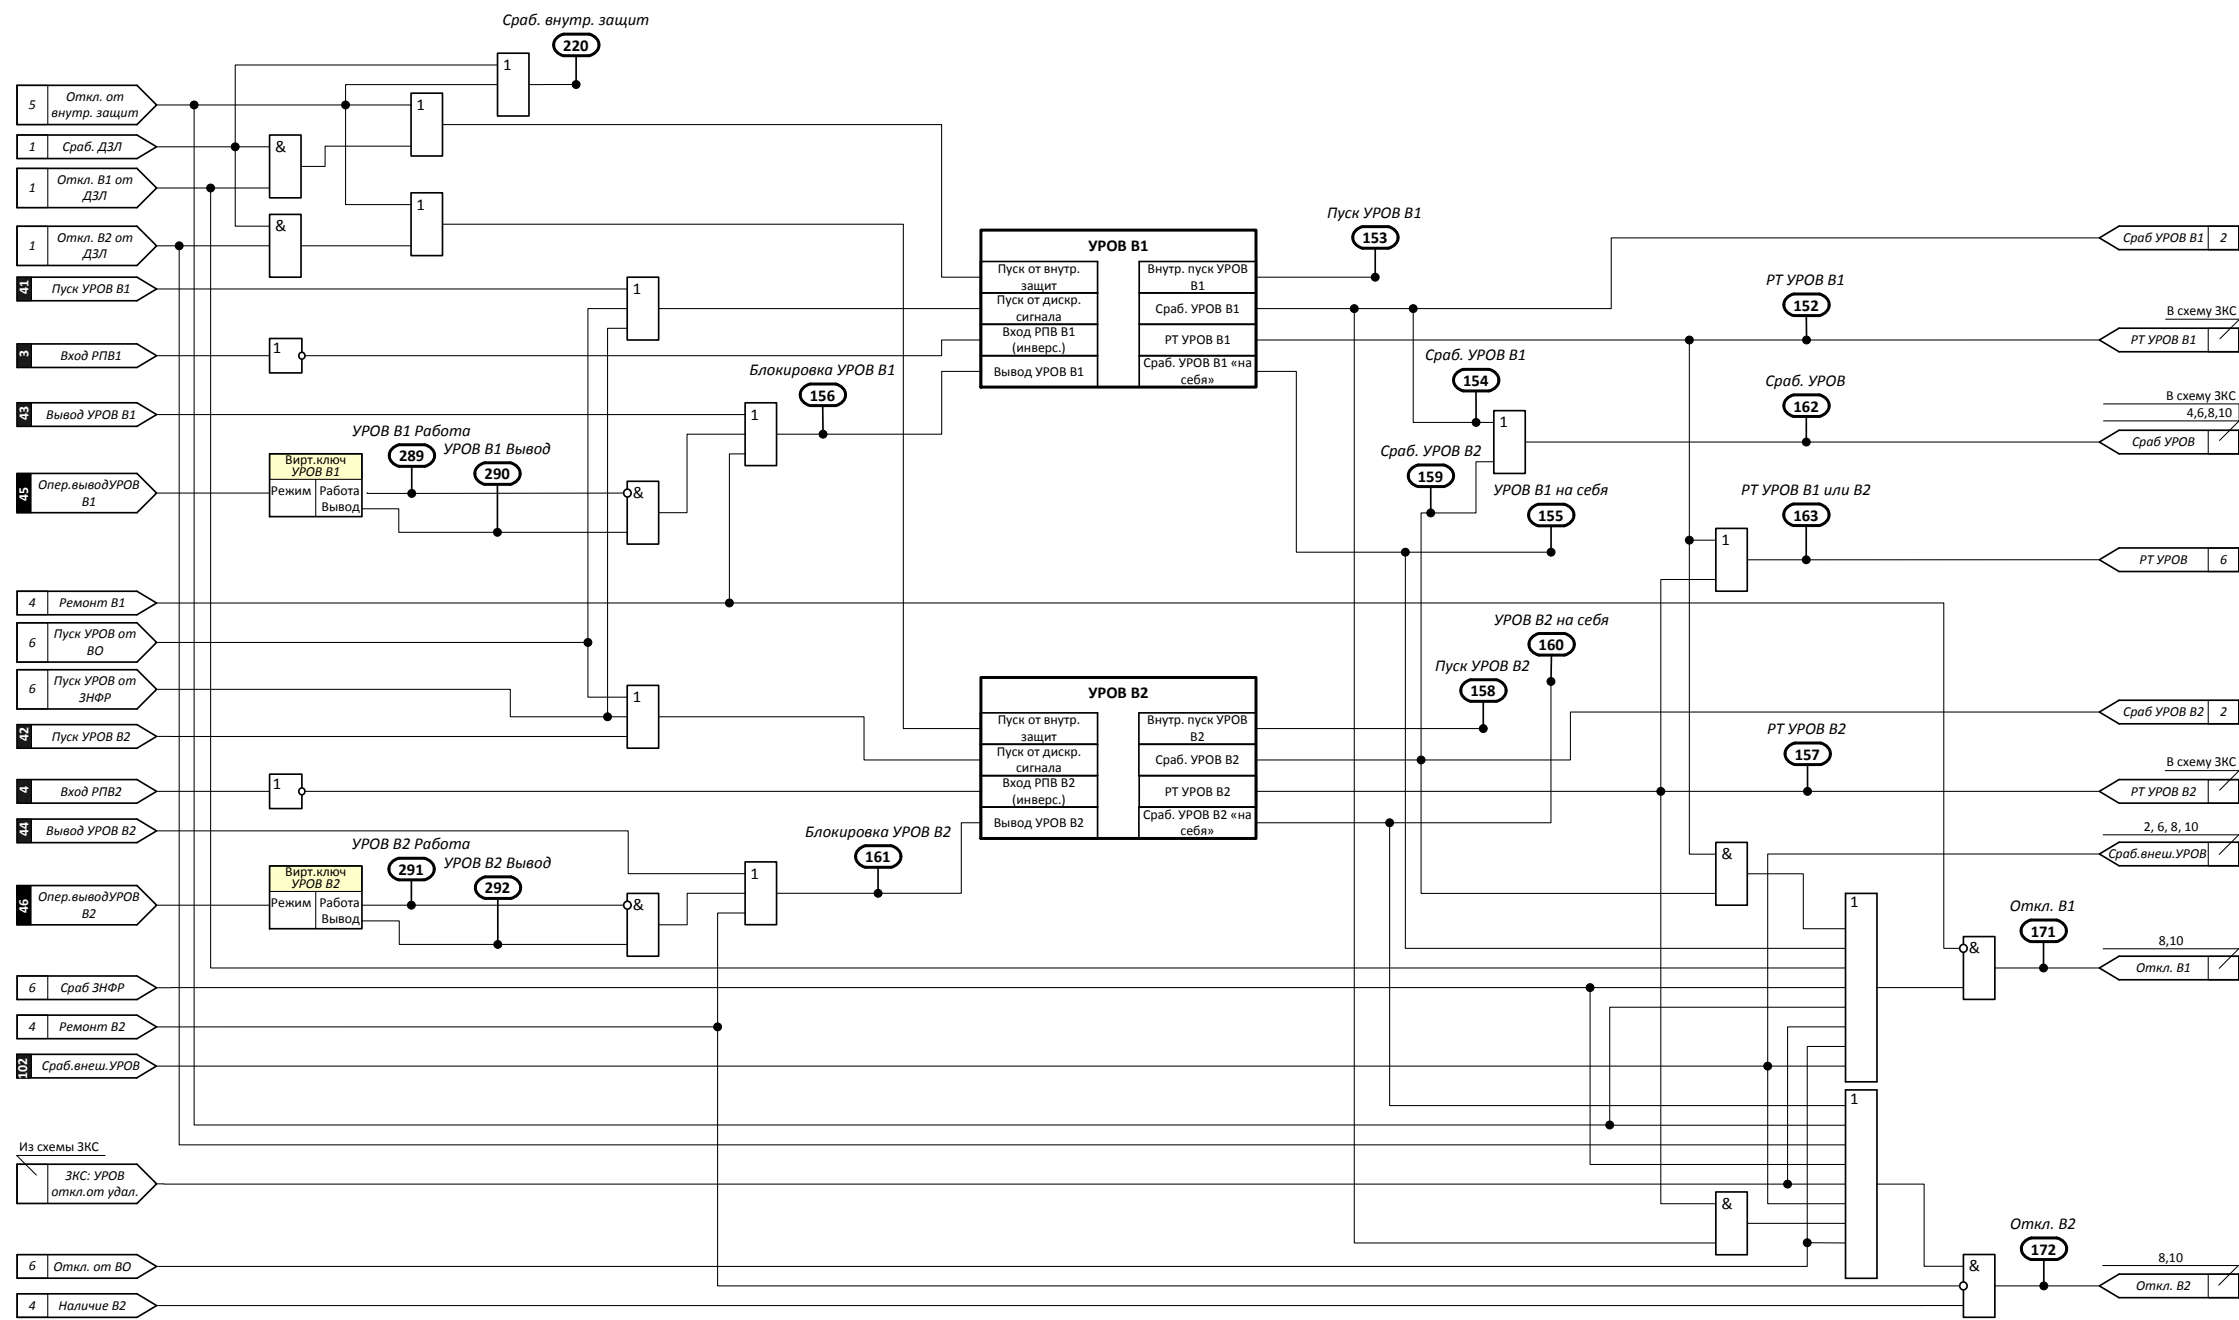 Сраб. внутр. защит
220
1
5
Откл. от
внутр. защит
1
1
Сраб. ДЗЛ
&
1
Откл. В1 от
ДЗЛ
1
&
1
Откл. В2 от
ДЗЛ
41
Пуск УРОВ В1
1
3
Вход РПВ1
1
43
Вывод УРОВ В1
1
Блокировка УРОВ В1
156
УРОВ В1 Работа
289
УРОВ В1 Вывод
290
45
Опер.выводУРОВ
В1
Вирт.ключ
УРОВ В1
Режим
Работа
Вывод
&
4
Ремонт В1
6
Пуск УРОВ от
ВО
6
Пуск УРОВ от
ЗНФР
1
42
Пуск УРОВ В2
4
Вход РПВ2
1
44
Вывод УРОВ В2
Блокировка УРОВ В2
161
УРОВ В2 Работа
291
УРОВ В2 Вывод
292
46
Опер.выводУРОВ
В2
Вирт.ключ
УРОВ В2
Режим
Работа
Вывод
&
1
6
Сраб ЗНФР
4
Ремонт В2
102
Сраб.внеш.УРОВ
Из схемы ЗКС
ЗКС: УРОВ
откл.от удал.
6
Откл. от ВО
4
Наличие В2
УРОВ В1
Пуск от внутр.
защит
Пуск от дискр.
сигнала
Вход РПВ В1
(инверс.)
Вывод УРОВ В1
Внутр. пуск УРОВ
В1
Сраб. УРОВ В1
РТ УРОВ В1
Сраб. УРОВ В1 «на
себя»
УРОВ В2
Пуск от внутр.
защит
Пуск от дискр.
сигнала
Вход РПВ В2
(инверс.)
Вывод УРОВ В2
Внутр. пуск УРОВ
В2
Сраб. УРОВ В2
РТ УРОВ В2
Сраб. УРОВ В2 «на
себя»
Пуск УРОВ В1
153
Сраб УРОВ В1
2
РТ УРОВ В1
152
В схему ЗКС
РТ УРОВ В1
Сраб. УРОВ В1
154
1
Сраб. УРОВ
162
В схему ЗКС
4,6,8,10
Сраб УРОВ
Сраб. УРОВ В2
159
УРОВ В1 на себя
155
РТ УРОВ В1 или В2
163
1
РТ УРОВ
6
УРОВ В2 на себя
160
Пуск УРОВ В2
158
Сраб УРОВ В2
2
РТ УРОВ В2
157
В схему ЗКС
РТ УРОВ В2
2, 6, 8, 10
Сраб.внеш.УРОВ
&
1
Откл. В1
171
&
8,10
Откл. В1
1
&
Откл. В2
172
&
8,10
Откл. В2